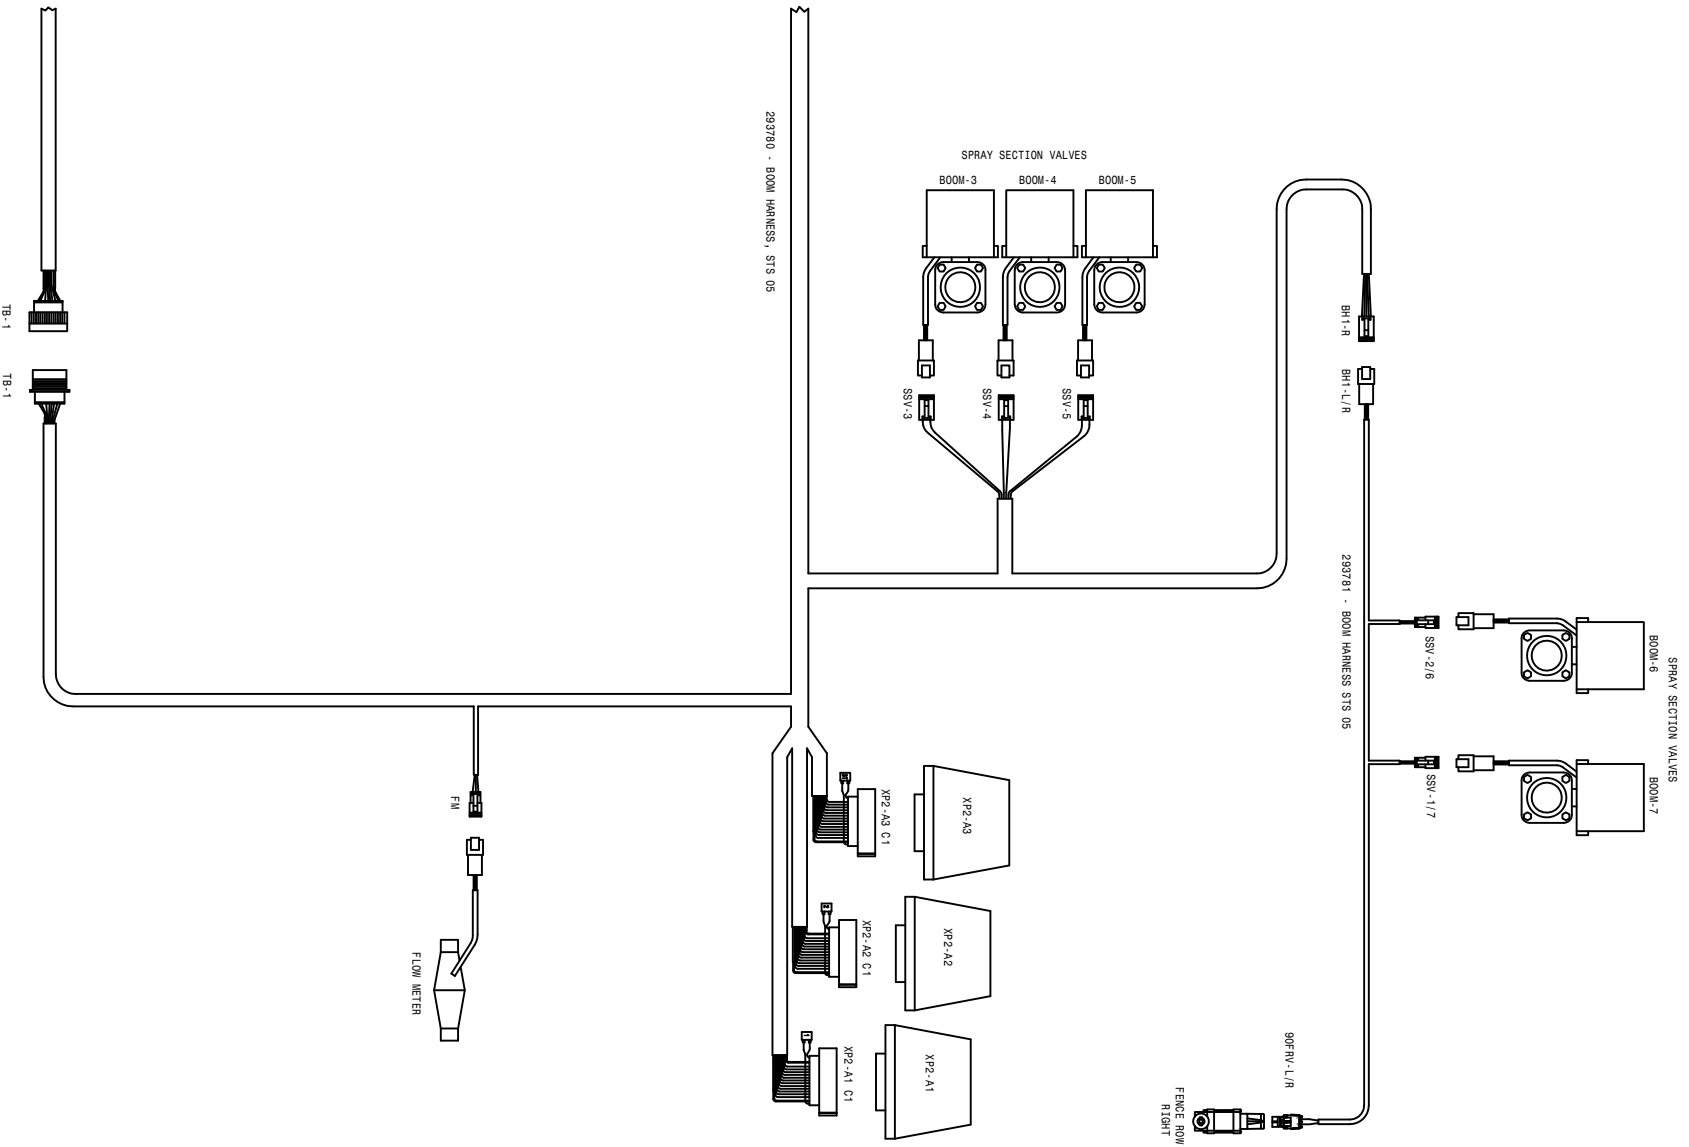 SPRAY SECTION VALVES
BOOM-3
BOOM-4
BOOM-5
SSV-3
SSV-4
SSV-5
293780 - BOOM HARNESS, STS 05
TB-1
TB-1
BH1-R
BH1-L/R
293781 - BOOM HARNESS STS 05
SSV-2/6
SSV-1/7
SPRAY SECTION VALVES
BOOM-6
BOOM-7
FM
FLOW METER
XP2-A3 C1
XP2-A3
2
XP2-A2 C1
XP2-A2
1
XP2-A1 C1
XP2-A1
90FRV-L/R
FENCE ROW
RIGHT